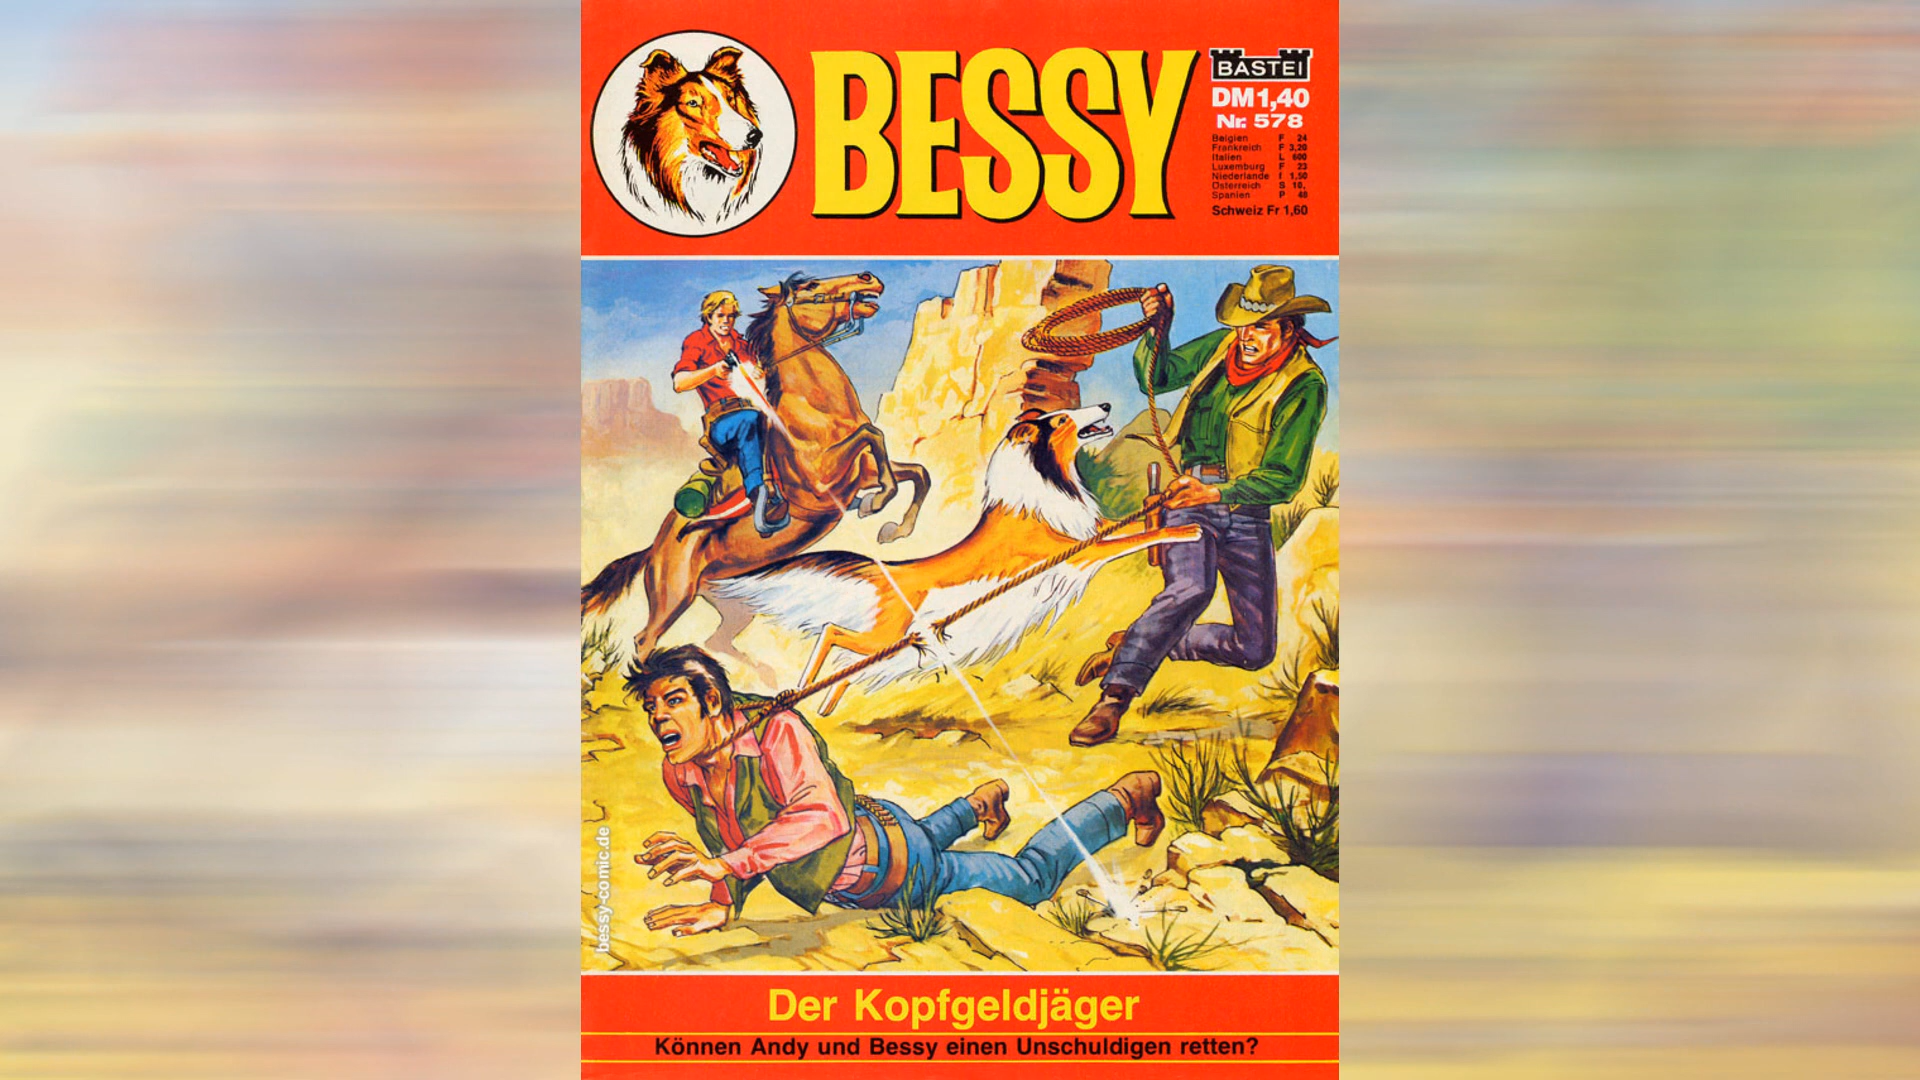 BESSY
BASTEI
DM 1,40
Nr. 578
Belgien F 24
Frankreich F 3,20
Italien L 600
Luxemburg F 23
Niederlande f 1,50
Österreich S 10,
Spanien P 48
Schweiz Fr 1,60
bessy-comic.de
Der Kopfgeldjäger
Können Andy und Bessy einen Unschuldigen retten?